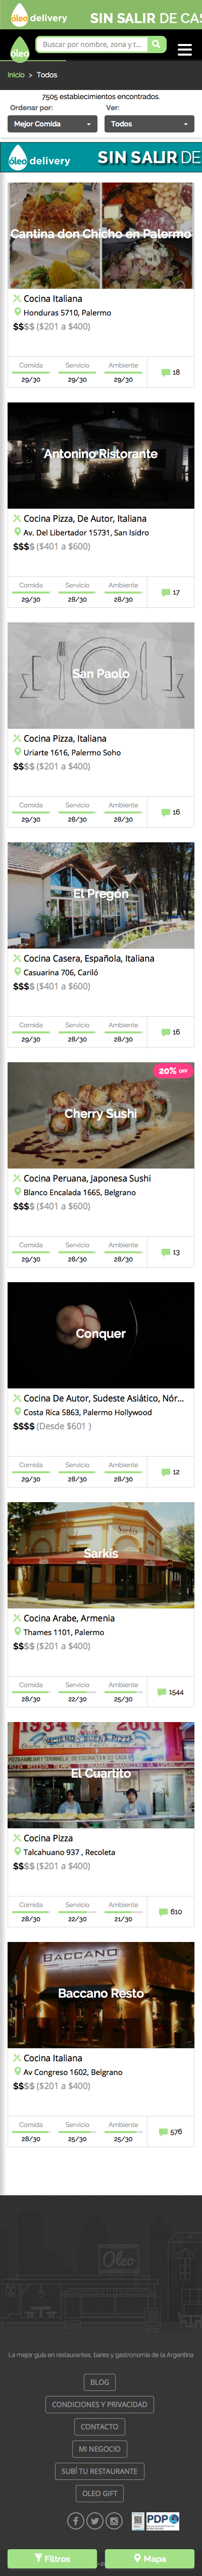 óleo delivery SIN SALIR DE CAS
óleo Buscar por nombre, zona y t...
Inicio > Todos
7505 establecimientos encontrados.
Ordenar por: Ver:
Mejor Comida Todos
óleo delivery SIN SALIR DE
Cantina don Chicho en Palermo
Cocina Italiana
Honduras 5710, Palermo
$$$$ ($201 a $400)
Comida Servicio Ambiente
29/30 29/30 29/30 18
Antonino Ristorante
Cocina Pizza, De Autor, Italiana
Av. Del Libertador 15731, San Isidro
$$$$ ($401 a $600)
Comida Servicio Ambiente
29/30 28/30 28/30 17
San Paolo
Cocina Pizza, Italiana
Uriarte 1616, Palermo Soho
$$$$ ($201 a $400)
Comida Servicio Ambiente
29/30 28/30 28/30 16
El Pregón
Cocina Casera, Española, Italiana
Casuarina 706, Cariló
$$$$ ($401 a $600)
Comida Servicio Ambiente
29/30 28/30 28/30 16
20% OFF
Cherry Sushi
Cocina Peruana, Japonesa Sushi
Blanco Encalada 1665, Belgrano
$$$$ ($401 a $600)
Comida Servicio Ambiente
29/30 28/30 28/30 13
Conquer
Cocina De Autor, Sudeste Asiático, Nór...
Costa Rica 5863, Palermo Hollywood
$$$$ (Desde $601 )
Comida Servicio Ambiente
29/30 28/30 28/30 12
Sarkis
Cocina Arabe, Armenia
Thames 1101, Palermo
$$$$ ($201 a $400)
Comida Servicio Ambiente
28/30 22/30 25/30 1544
1934 2001
El Cuartito
Cocina Pizza
Talcahuano 937 , Recoleta
$$$$ ($201 a $400)
Comida Servicio Ambiente
28/30 22/30 21/30 610
BACCANO
Baccano Resto
Cocina Italiana
Av Congreso 1602, Belgrano
$$$$ ($201 a $400)
Comida Servicio Ambiente
28/30 25/30 25/30 576
Oleo
La mejor guía en restaurantes, bares y gastronomía de la Argentina
BLOG
CONDICIONES Y PRIVACIDAD
CONTACTO
MI NEGOCIO
SUBÍ TU RESTAURANTE
OLEO GIFT
PDP
Filtros Mapa